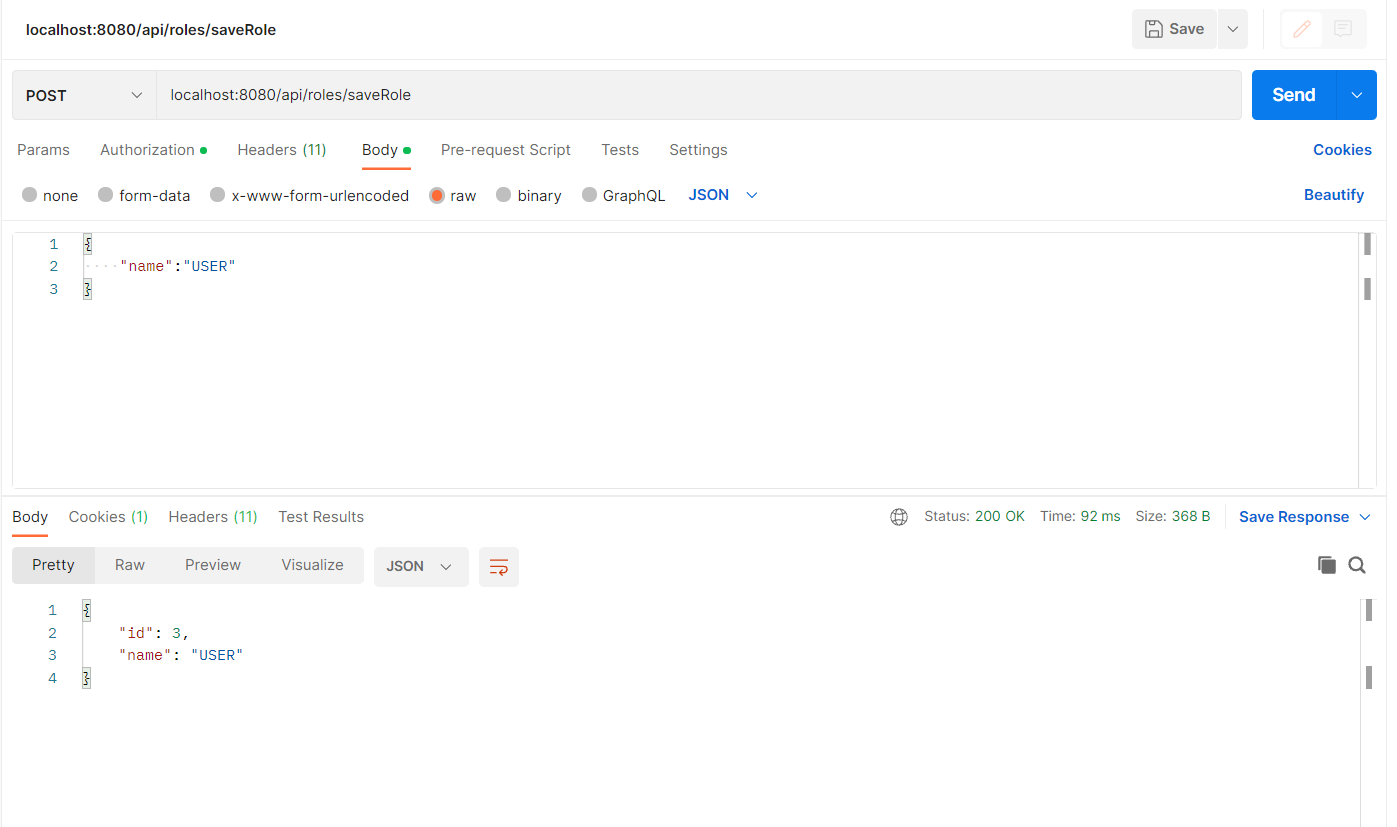 localhost:8080/api/roles/saveRole
Save
POST
localhost:8080/api/roles/saveRole
Send
Params Authorization Headers (11) Body Pre-request Script Tests Settings Cookies
none form-data x-www-form-urlencoded raw binary GraphQL JSON Beautify
1 {
2 "name":"USER"
3 }
Body Cookies (1) Headers (11) Test Results Status: 200 OK Time: 92 ms Size: 368 B Save Response
Pretty Raw Preview Visualize JSON
1 {
2 "id": 3,
3 "name": "USER"
4 }